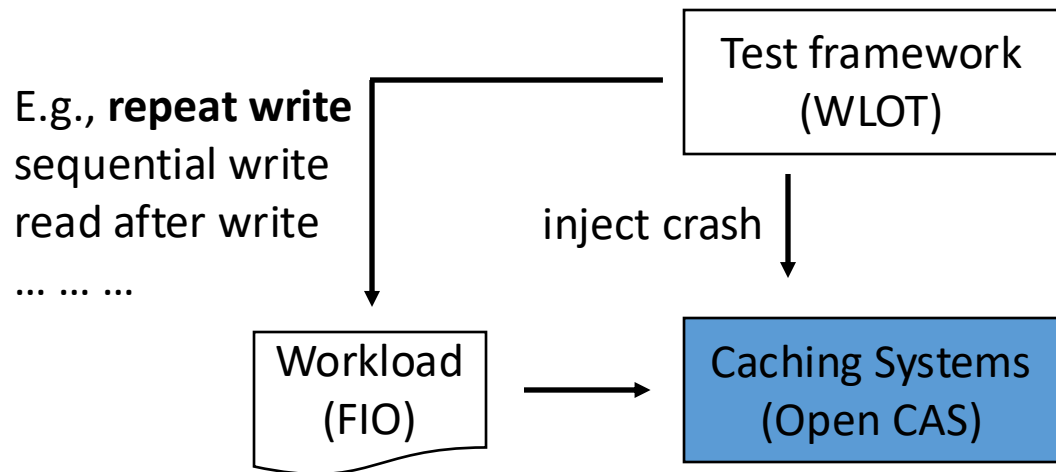 Test framework
(WLOT)
E.g., repeat write
sequential write
read after write
... ... ...
inject crash
Workload
(FIO)
Caching Systems
(Open CAS)